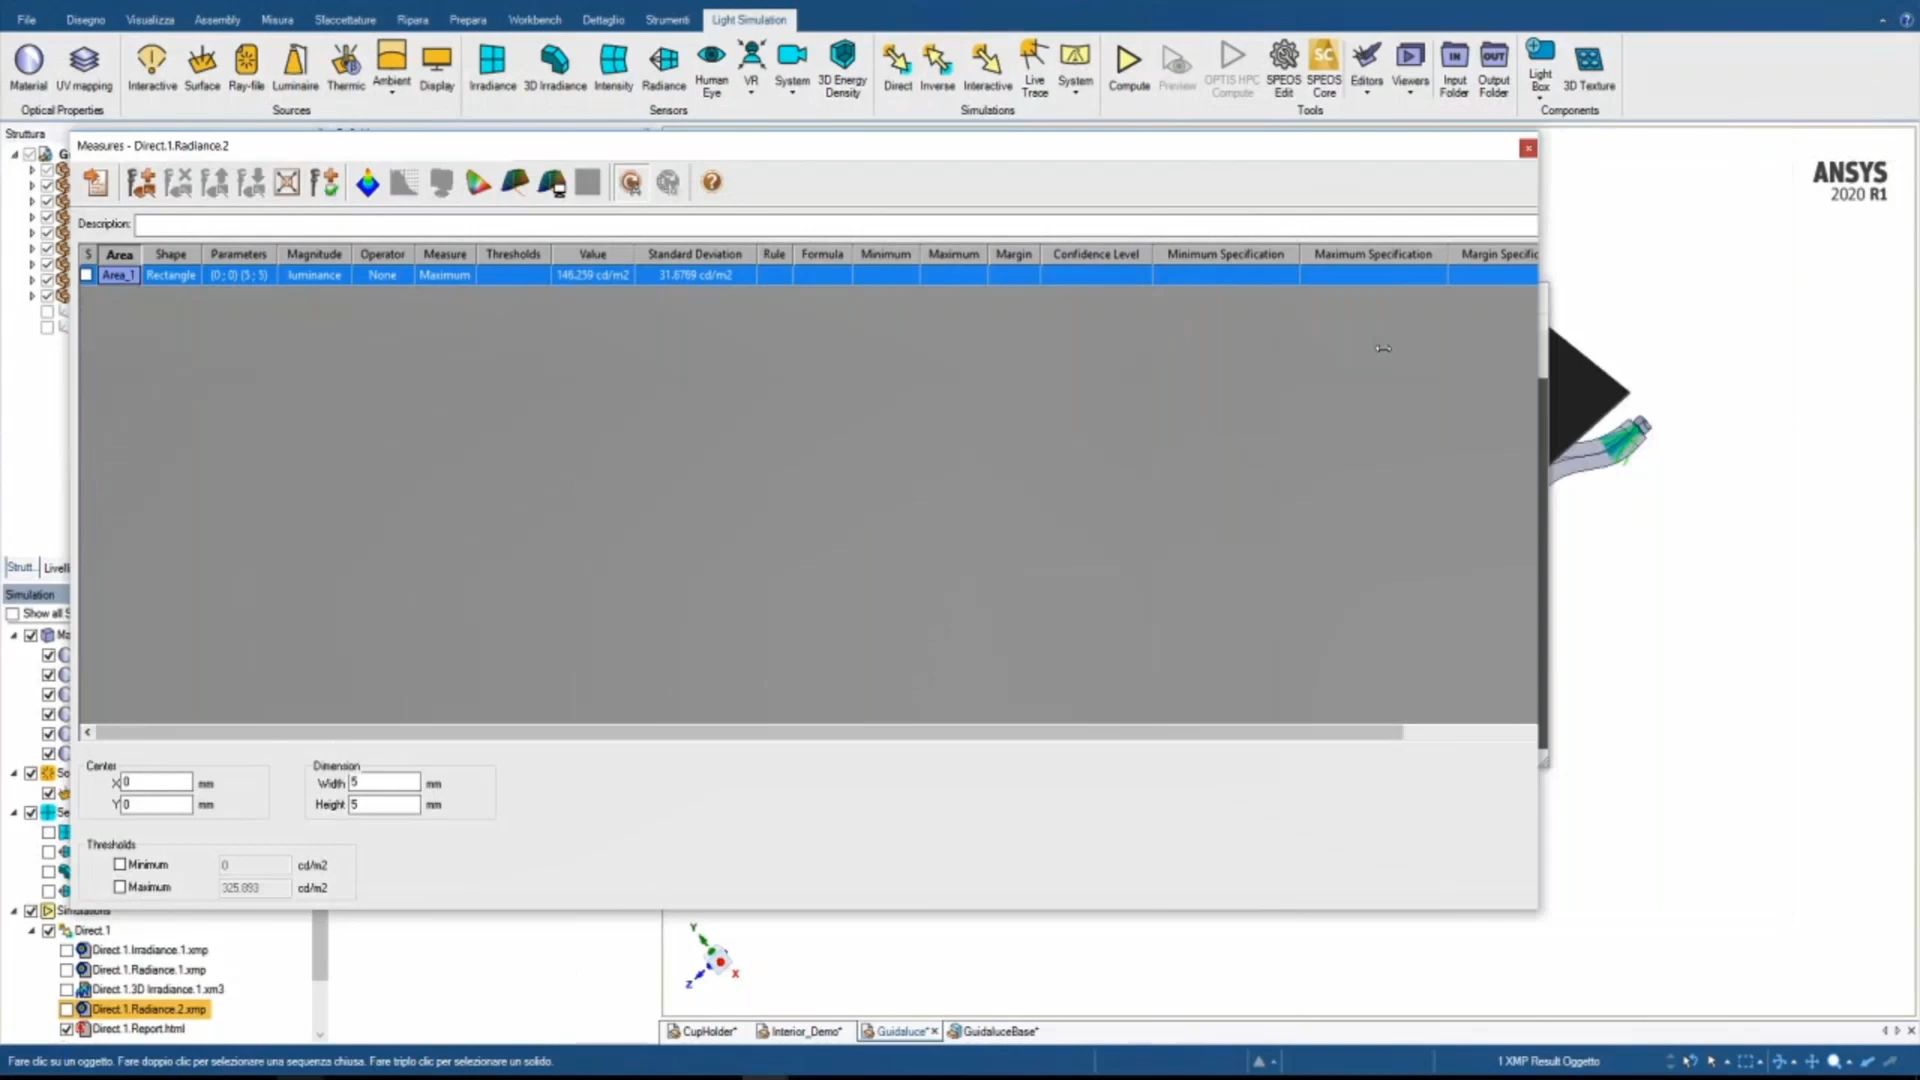 File Disegno Visualizza Assembly Misura Sfaccettature Ripara Prepara Workbench Dettaglio Strumenti Light Simulation
Material UV mapping Interactive Surface Ray-file Luminaire Thermic Ambient Display Irradiance 3D Irradiance Intensity Radiance Human Eye VR System 3D Energy Density Direct Inverse Interactive Live Trace System Compute Preview OPTIS HPC Compute SPEOS Edit SPEOS Core Editors Viewers Input Folder Output Folder Light Box 3D Texture
Optical Properties Sources Sensors Simulations Tools Components
Struttura
Measures - Direct.1.Radiance.2
ANSYS
2020 R1
Description:
S Area Shape Parameters Magnitude Operator Measure Thresholds Value Standard Deviation Rule Formula Minimum Maximum Margin Confidence Level Minimum Specification Maximum Specification Margin Specific
Area_1 Rectangle (0 ; 0) (5 ; 5) luminance None Maximum 146.259 cd/m2 31.6769 cd/m2
Strutt... Livelli
Simulation
Show all S
Ma
So
Se
Center
X 0 mm
Y 0 mm
Dimension
Width 5 mm
Height 5 mm
Thresholds
Minimum 0 cd/m2
Maximum 325.893 cd/m2
Simulations
Direct.1
Direct.1.Irradiance.1.xmp
Direct.1.Radiance.1.xmp
Direct.1.3D Irradiance.1.xm3
Direct.1.Radiance.2.xmp
Direct.1.Report.html
Y
X
Z
CupHolder* Interior_Demo* Guidaluce* GuidaluceBase*
Fare clic su un oggetto. Fare doppio clic per selezionare una sequenza chiusa. Fare triplo clic per selezionare un solido.
1 XMP Result Oggetto